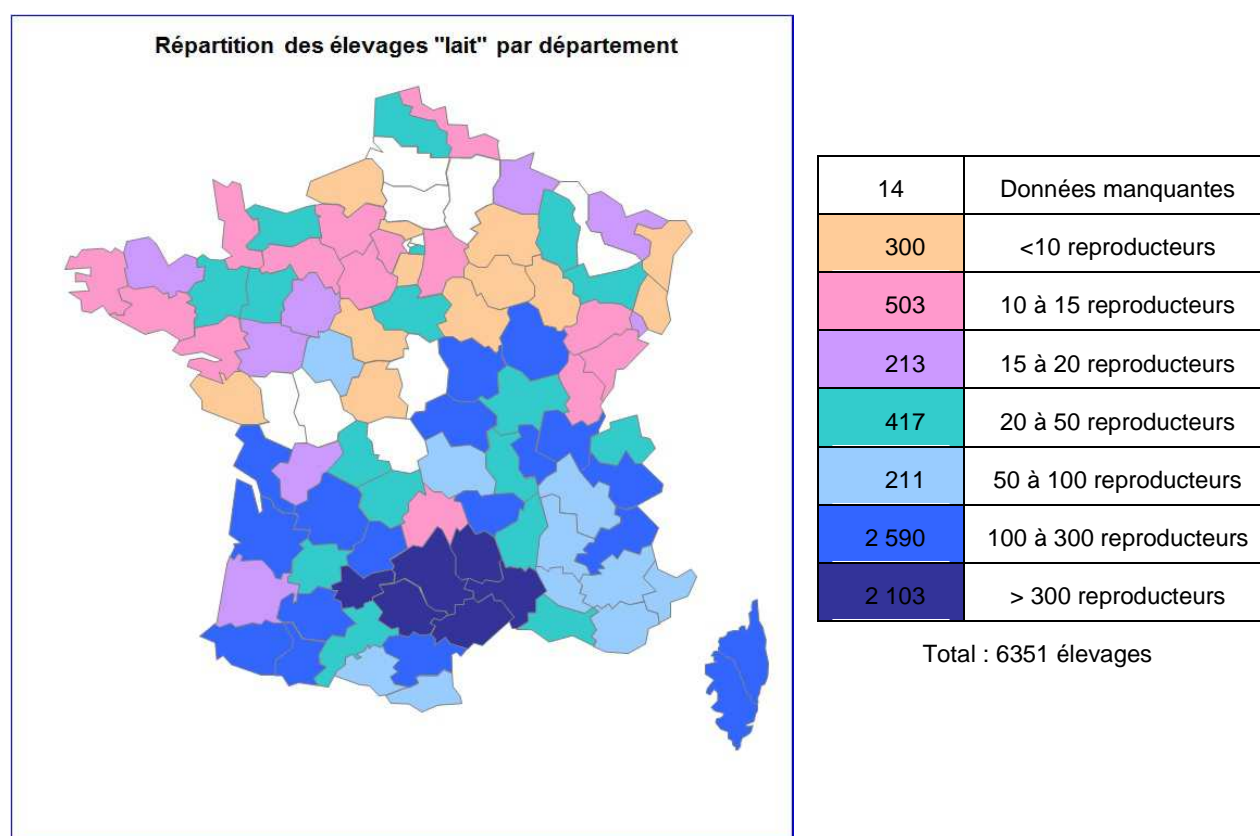 Répartition des élevages "lait" par département
14 Données manquantes
300 <10 reproducteurs
503 10 à 15 reproducteurs
213 15 à 20 reproducteurs
417 20 à 50 reproducteurs
211 50 à 100 reproducteurs
2 590 100 à 300 reproducteurs
2 103 > 300 reproducteurs
Total : 6351 élevages